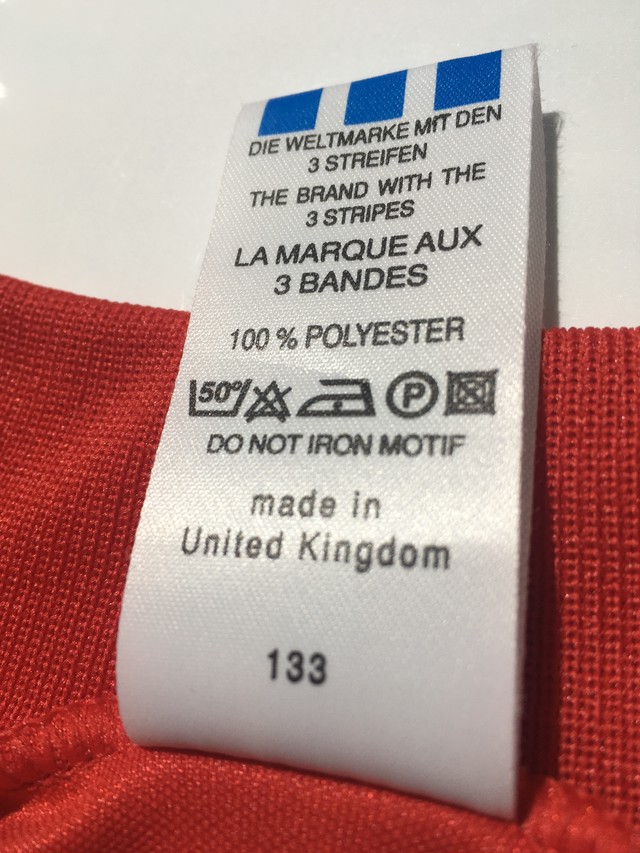 DIE WELTMARKE MIT DEN
3 STREIFEN
THE BRAND WITH THE
3 STRIPES
LA MARQUE AUX
3 BANDES
100 % POLYESTER
50° P
DO NOT IRON MOTIF
made in
United Kingdom
133